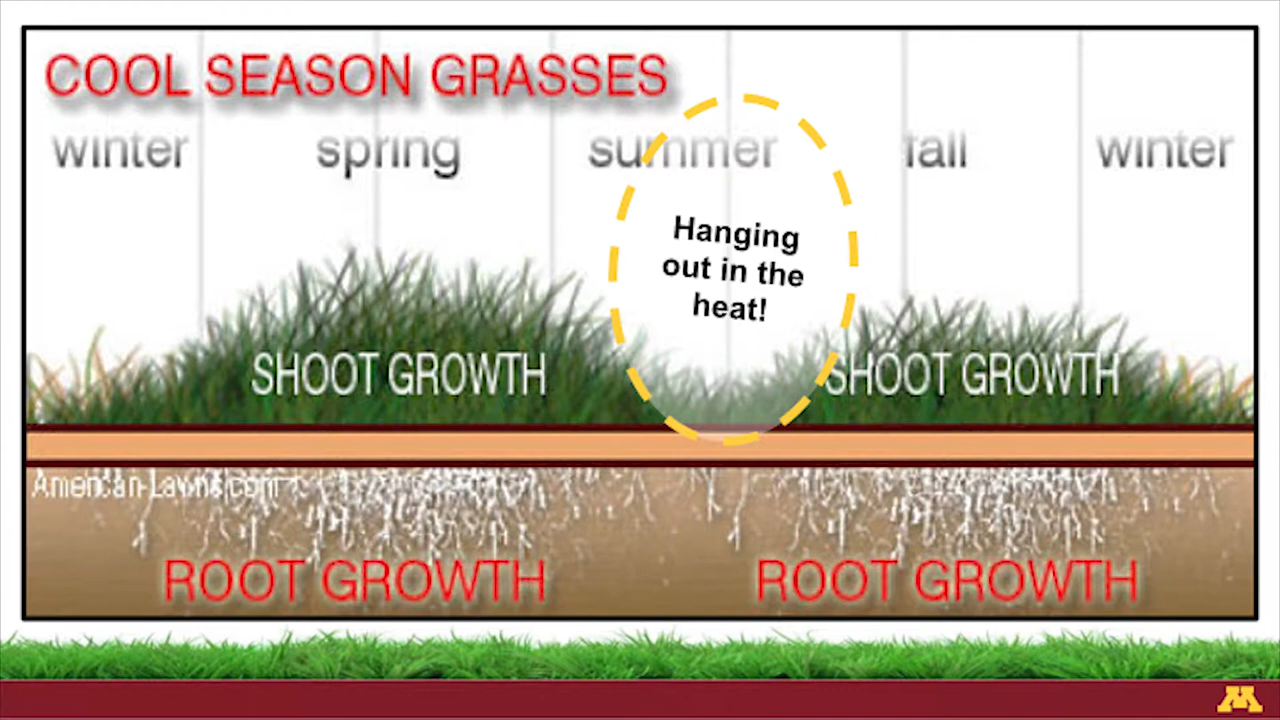 COOL SEASON GRASSES
winter spring summer fall winter
Hanging
out in the
heat!
SHOOT GROWTH SHOOT GROWTH
American-Lawns.com
ROOT GROWTH ROOT GROWTH
M